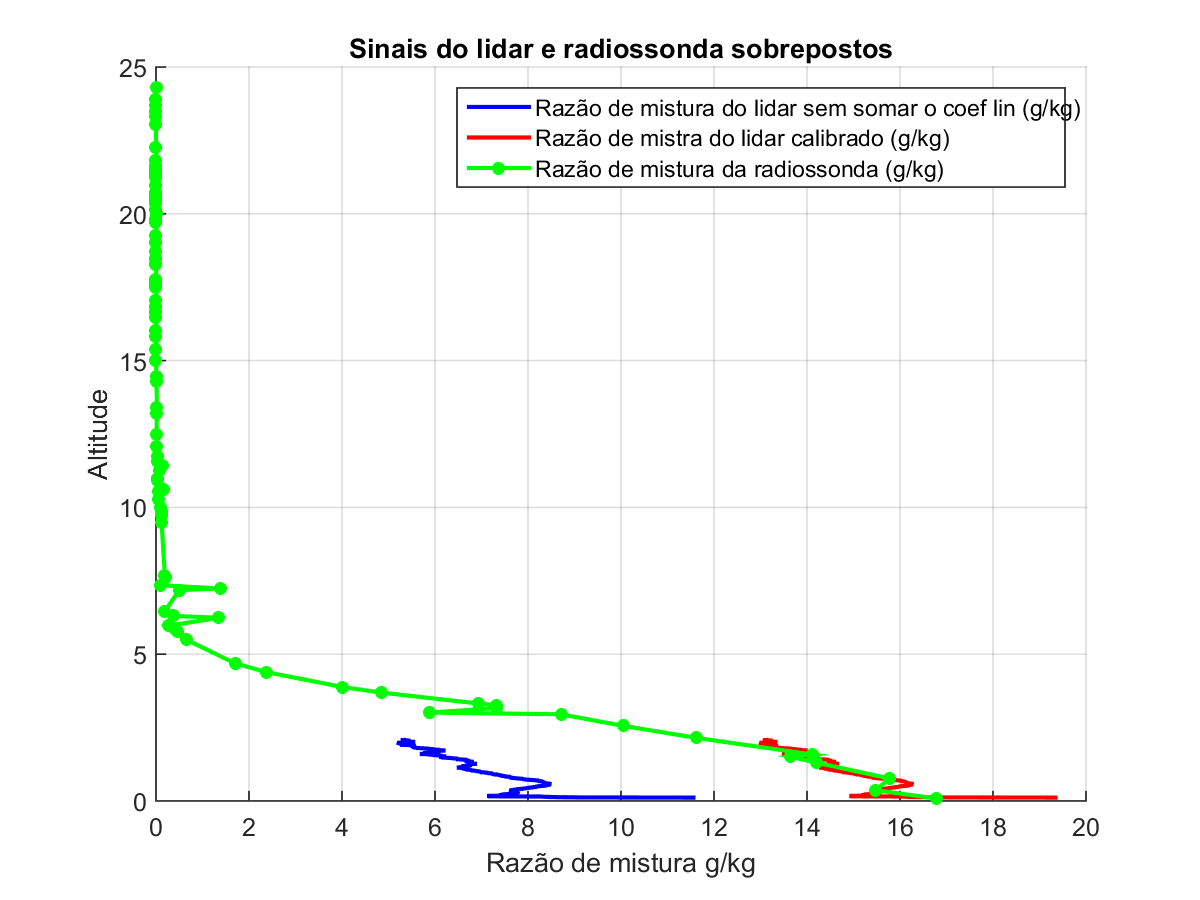 Sinais do lidar e radiossonda sobrepostos
25
Razão de mistura do lidar sem somar o coef lin (g/kg)
Razão de mistra do lidar calibrado (g/kg)
Razão de mistura da radiossonda (g/kg)
20
15
Altitude
10
5
0
0 2 4 6 8 10 12 14 16 18 20
Razão de mistura g/kg